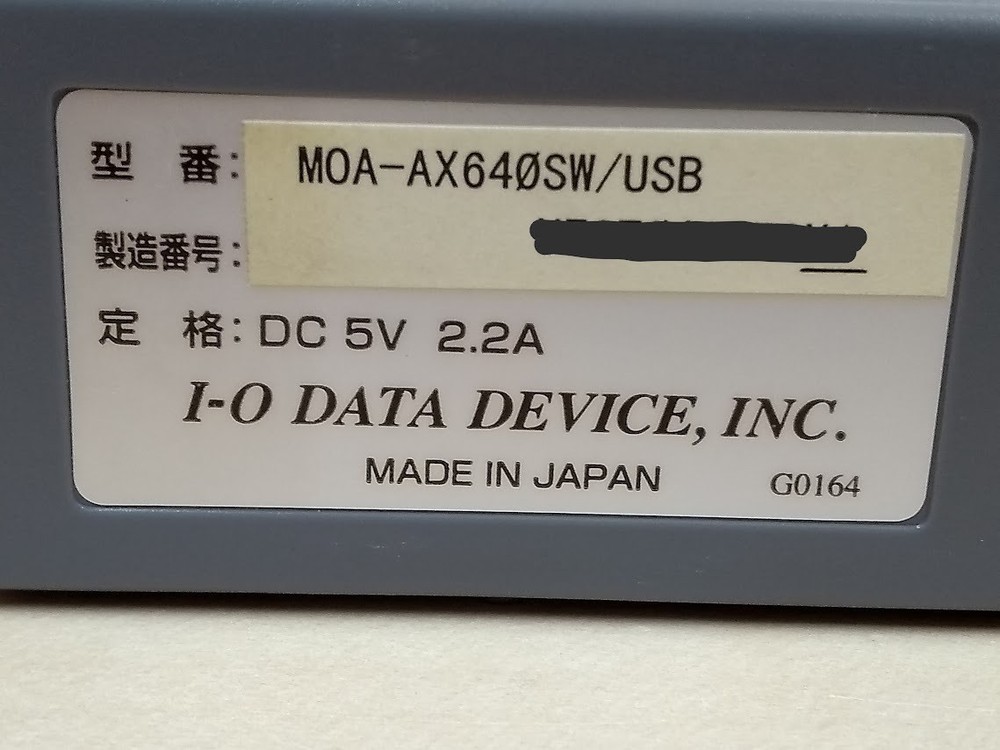 型 番: MOA-AX640SW/USB
製造番号:
定 格: DC 5V 2.2A
I-O DATA DEVICE, INC.
MADE IN JAPAN G0164